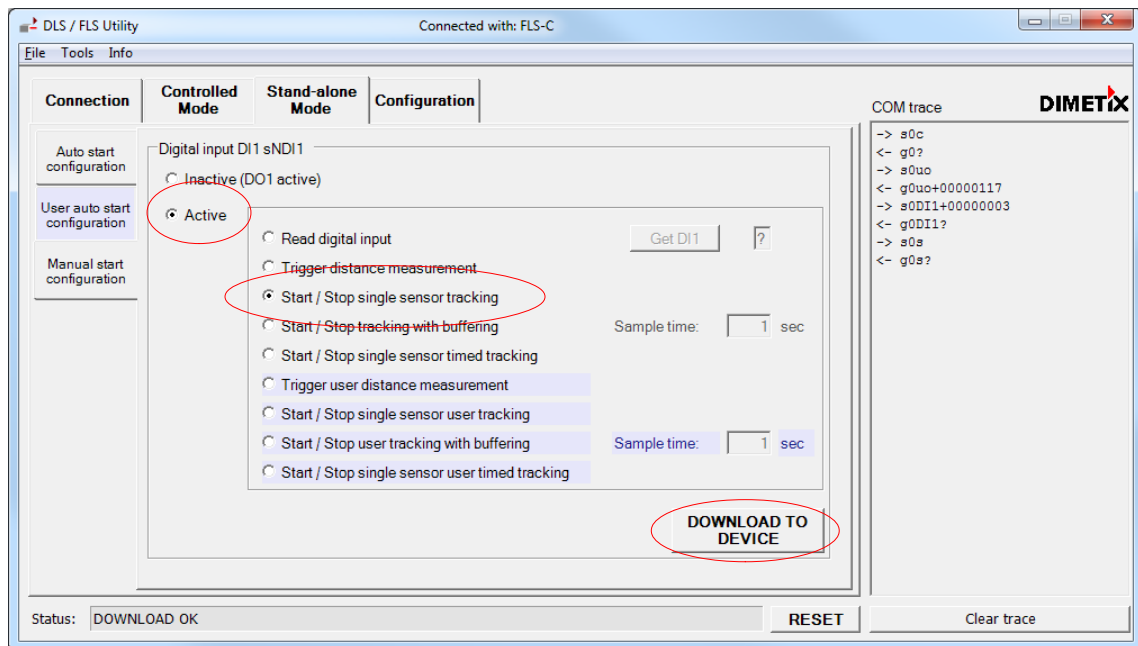 DLS / FLS Utility
Connected with: FLS-C
File Tools Info
Connection
Controlled
Mode
Stand-alone
Mode
Configuration
Auto start
configuration
User auto start
configuration
Manual start
configuration
Digital input DI1 sNDI1
Inactive (DO1 active)
Active
Read digital input
Get DI1
?
Trigger distance measurement
Start / Stop single sensor tracking
Start / Stop tracking with buffering
Sample time: 1 sec
Start / Stop single sensor timed tracking
Trigger user distance measurement
Start / Stop single sensor user tracking
Start / Stop user tracking with buffering
Sample time: 1 sec
Start / Stop single sensor user timed tracking
DOWNLOAD TO
DEVICE
COM trace
DIMETIX
-> s0c
<- g0?
-> s0uo
<- g0uo+00000117
-> s0DI1+00000003
<- g0DI1?
-> s0s
<- g0s?
Status: DOWNLOAD OK
RESET
Clear trace